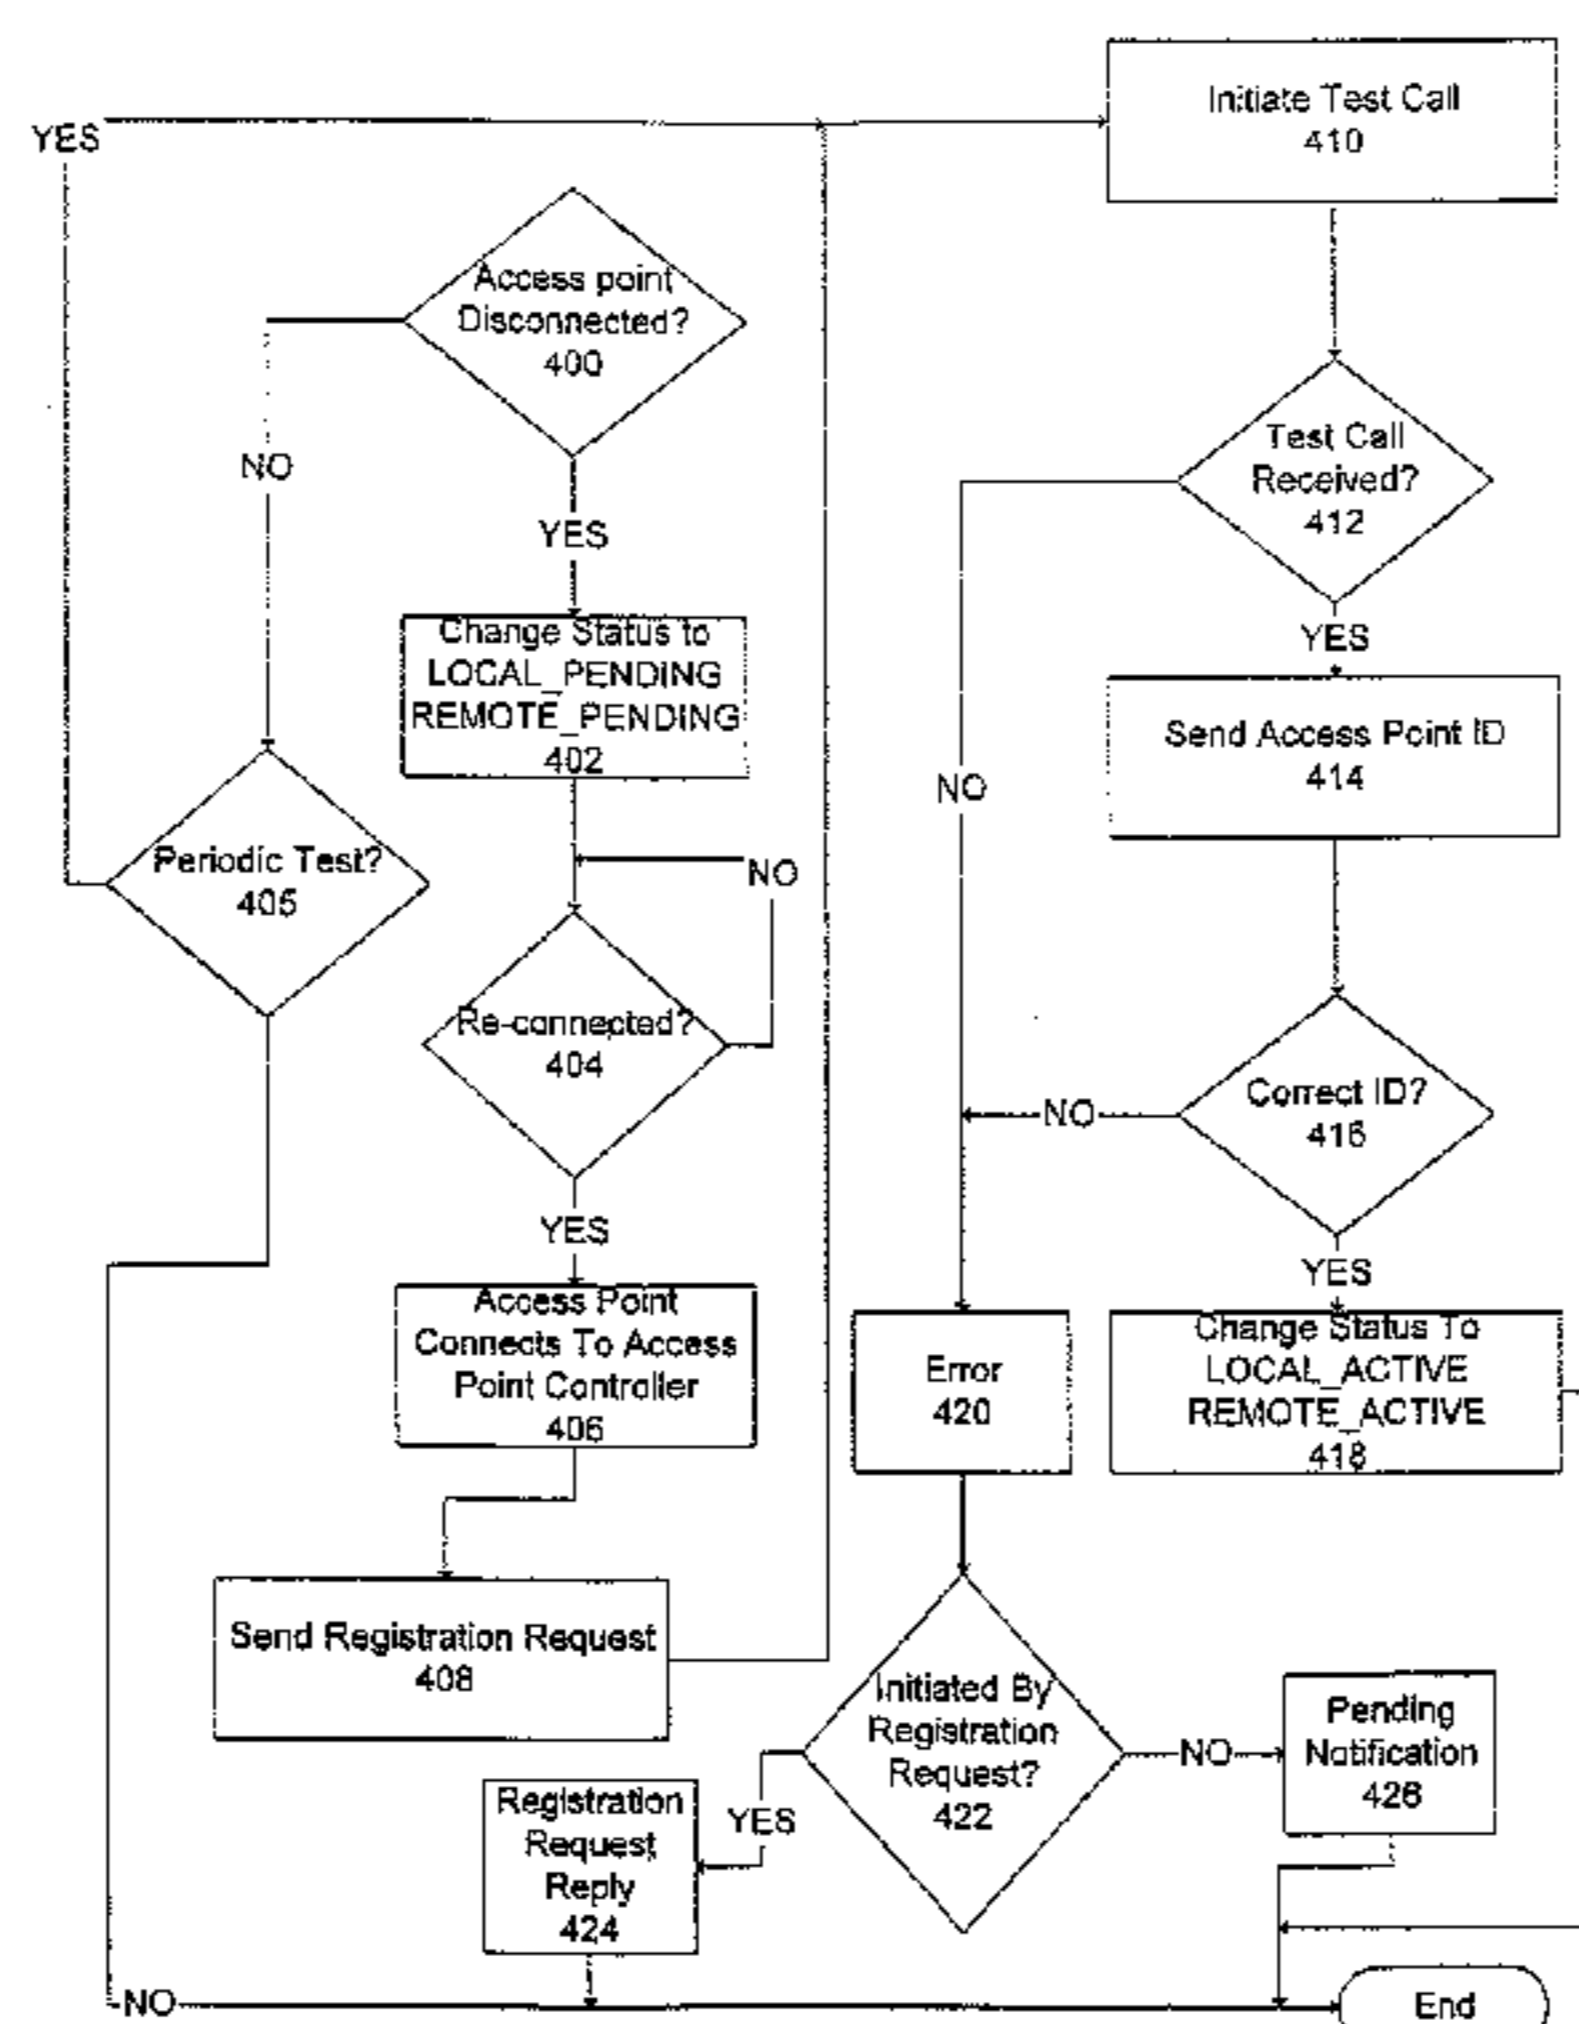 Initiate Test Call
410
YES
Access point
Disconnected?
400
NO
YES
Test Call
Received?
412
YES
Change Status to
LOCAL_PENDING
REMOTE_PENDING
402
Send Access Point ID
414
NO
Periodic Test?
405
NO
Re-connected?
404
Correct ID?
416
NO
YES
YES
Access Point
Connects To Access
Point Controller
406
Error
420
Change Status To
LOCAL_ACTIVE
REMOTE_ACTIVE
418
Send Registration Request
408
Initiated By
Registration
Request?
422
NO
Pending
Notification
426
YES
Registration
Request
Reply
424
NO
End